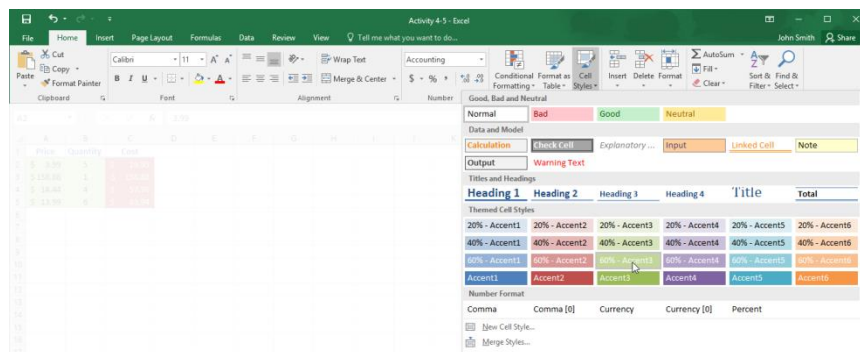 Activity 4-5 - Excel
File Home Insert Page Layout Formulas Data Review View Tell me what you want to do... John Smith Share
Cut
Copy
Format Painter
Paste
Calibri 11 A A
B I U A
Wrap Text
Merge & Center
Accounting
$ % ,
Conditional Formatting
Format as Table
Cell Styles
Insert Delete Format
AutoSum
Fill
Clear
Sort & Filter
Find & Select
Clipboard Font Alignment Number
Good, Bad and Neutral
Normal Bad Good Neutral
Data and Model
Calculation Check Cell Explanatory ... Input Linked Cell Note
Output Warning Text
Titles and Headings
Heading 1 Heading 2 Heading 3 Heading 4 Title Total
Themed Cell Styles
20% - Accent1 20% - Accent2 20% - Accent3 20% - Accent4 20% - Accent5 20% - Accent6
40% - Accent1 40% - Accent2 40% - Accent3 40% - Accent4 40% - Accent5 40% - Accent6
60% - Accent1 60% - Accent2 60% - Accent3 60% - Accent4 60% - Accent5 60% - Accent6
Accent1 Accent2 Accent3 Accent4 Accent5 Accent6
Number Format
Comma Comma [0] Currency Currency [0] Percent
New Cell Style...
Merge Styles...
Price Quantity Cost